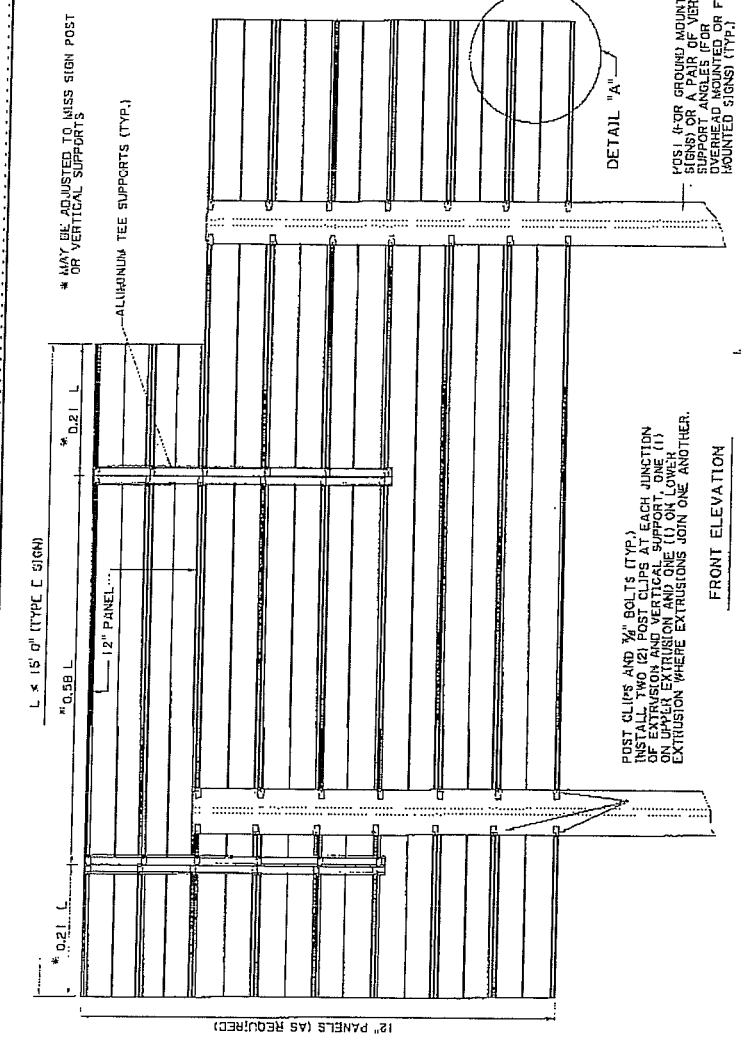 * MAY BE ADJUSTED TO MISS SIGN POST
OR VERTICAL SUPPORTS
L x 15' 0" (TYPE E SIGN)
* 0.21 L
* 0.58 L
* 0.21 L
ALUMINUM TEE SUPPORTS (TYP.)
12" PANEL
12" PANELS (AS REQUIRED)
DETAIL "A"
POST (FOR GROUND MOUNT
SIGNS) OR A PAIR OF VER
SUPPORT ANGLES (FOR
OVERHEAD MOUNTED OR F
MOUNTED SIGNS) (TYP.)
POST CLIPS AND BOLTS (TYP.)
INSTALL TWO (2) POST CLIPS AT EACH JUNCTION
OF EXTRUSION AND VERTICAL SUPPORT, ONE (1)
ON UPPER EXTRUSION AND ONE (1) ON LOWER
EXTRUSION WHERE EXTRUSIONS JOIN ONE ANOTHER.
FRONT ELEVATION